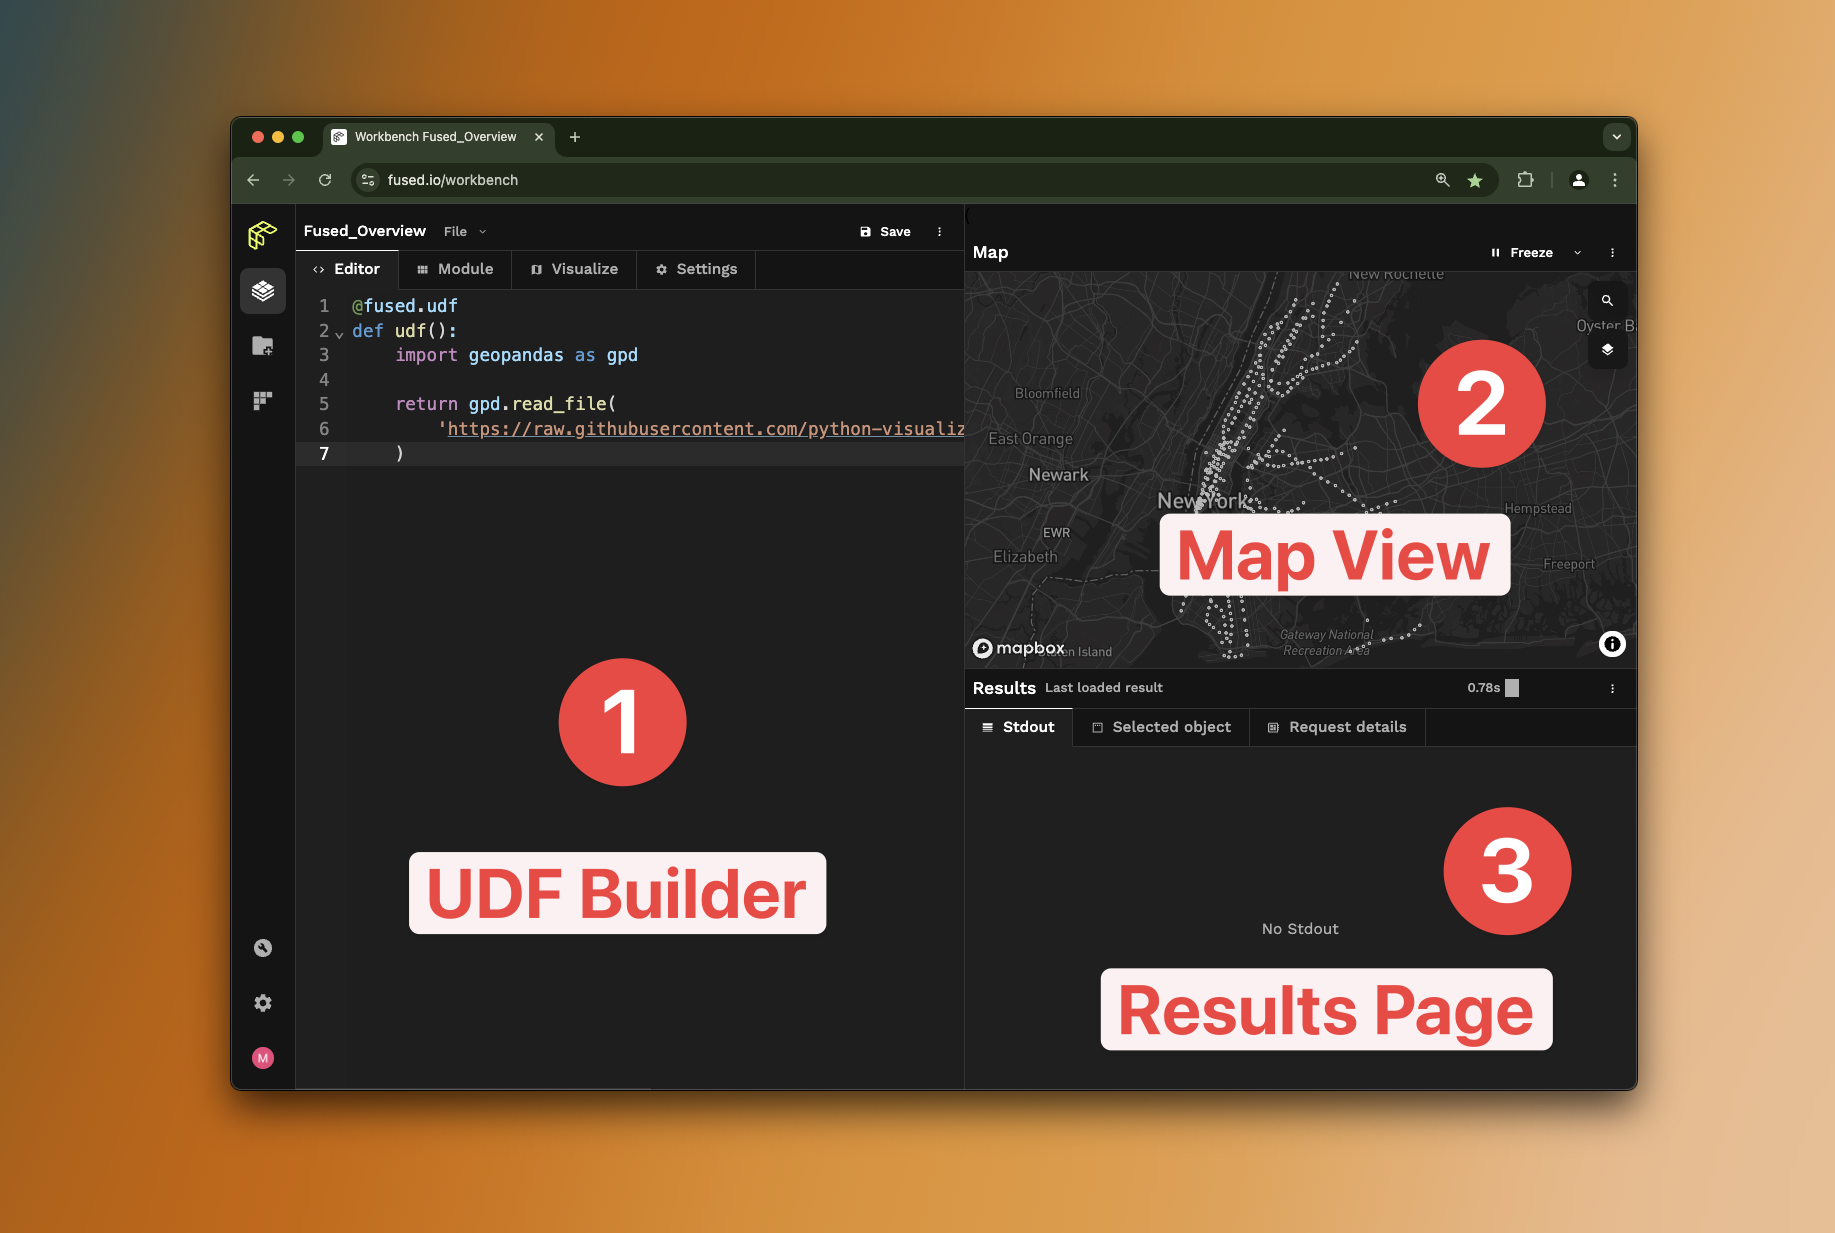 Workbench Fused_Overview
fused.io/workbench
Fused_Overview File
Save
Editor Module Visualize Settings
1 @fused.udf
2 def udf():
3 import geopandas as gpd
4
5 return gpd.read_file(
6 'https://raw.githubusercontent.com/python-visualiz
7 )
1
UDF Builder
M
Map
Freeze
New Rochelle
Oyster B
2
Bloomfield
East Orange
Newark
New York
Hempstead
EWR
Elizabeth
Map View
Freeport
Gateway National
Recreation Area
mapbox
Staten Island
Results Last loaded result
0.78s
Stdout Selected object Request details
3
No Stdout
Results Page